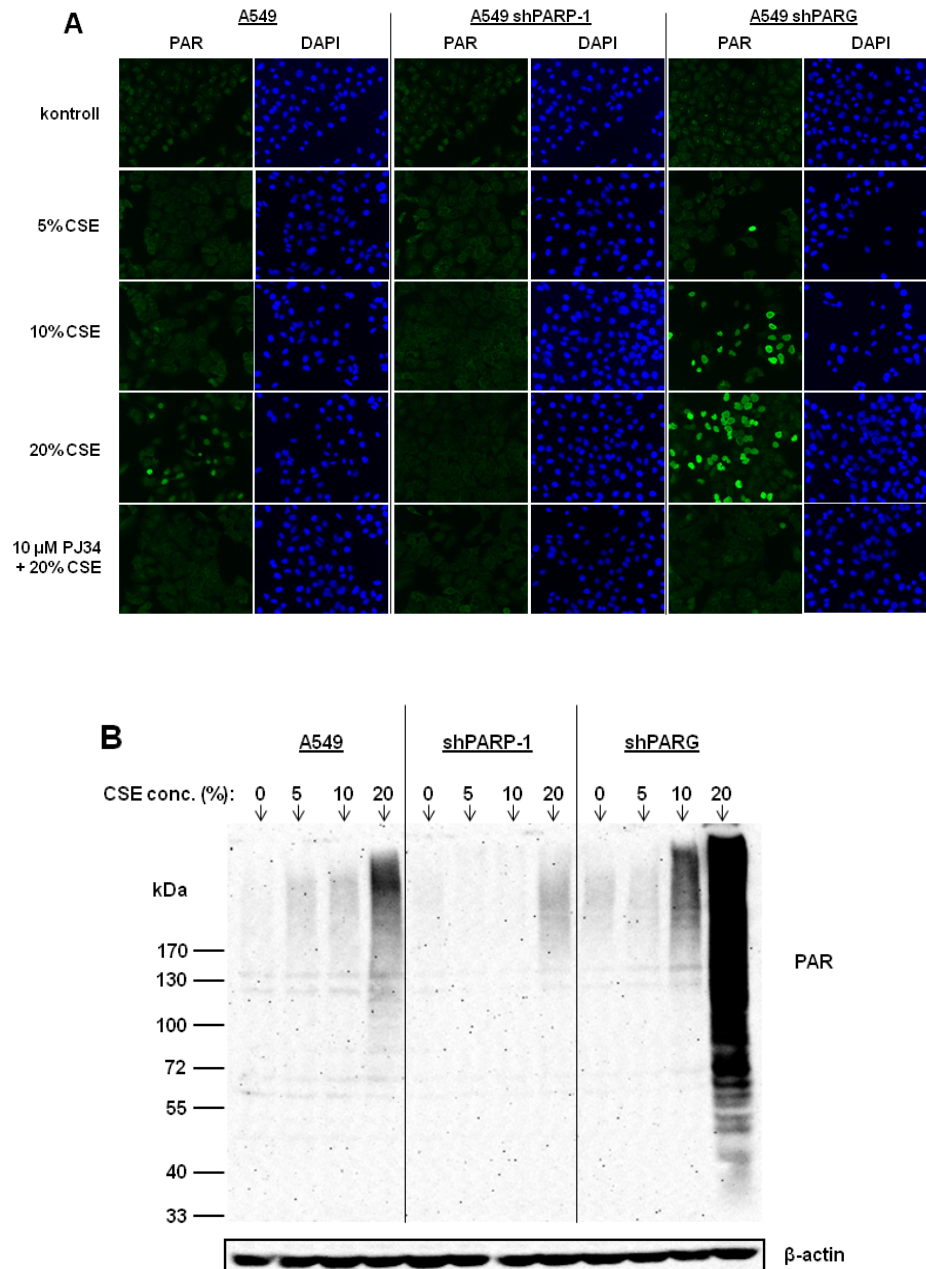 A
A549
A549 shPARP-1
A549 shPARG
PAR DAPI PAR DAPI PAR DAPI
kontroll
5%CSE
10%CSE
20%CSE
10 µM PJ34
+ 20%CSE
B
A549
shPARP-1
shPARG
CSE conc. (%): 0 5 10 20 0 5 10 20 0 5 10 20
kDa
170
130
100
72
55
40
33
PAR
β-actin